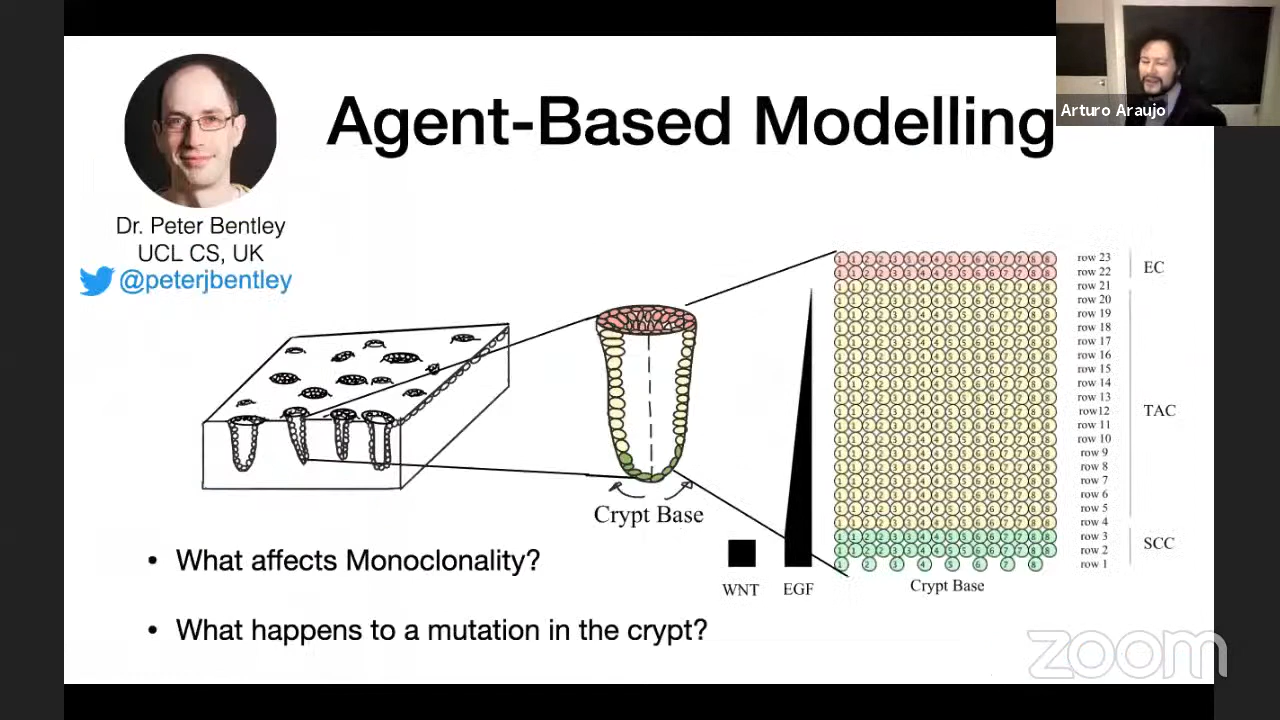 Agent-Based Modelling
Arturo Araujo
Dr. Peter Bentley
UCL CS, UK
@peterjbentley
row 23
row 22
EC
row 21
row 20
row 19
row 18
row 17
row 16
row 15
row 14
row 13
row12
TAC
row 11
row 10
row 9
row 8
row 7
row 6
row 5
row 4
row 3
SCC
row 2
row 1
Crypt Base
WNT
EGF
Crypt Base
• What affects Monoclonality?
• What happens to a mutation in the crypt?
zoom